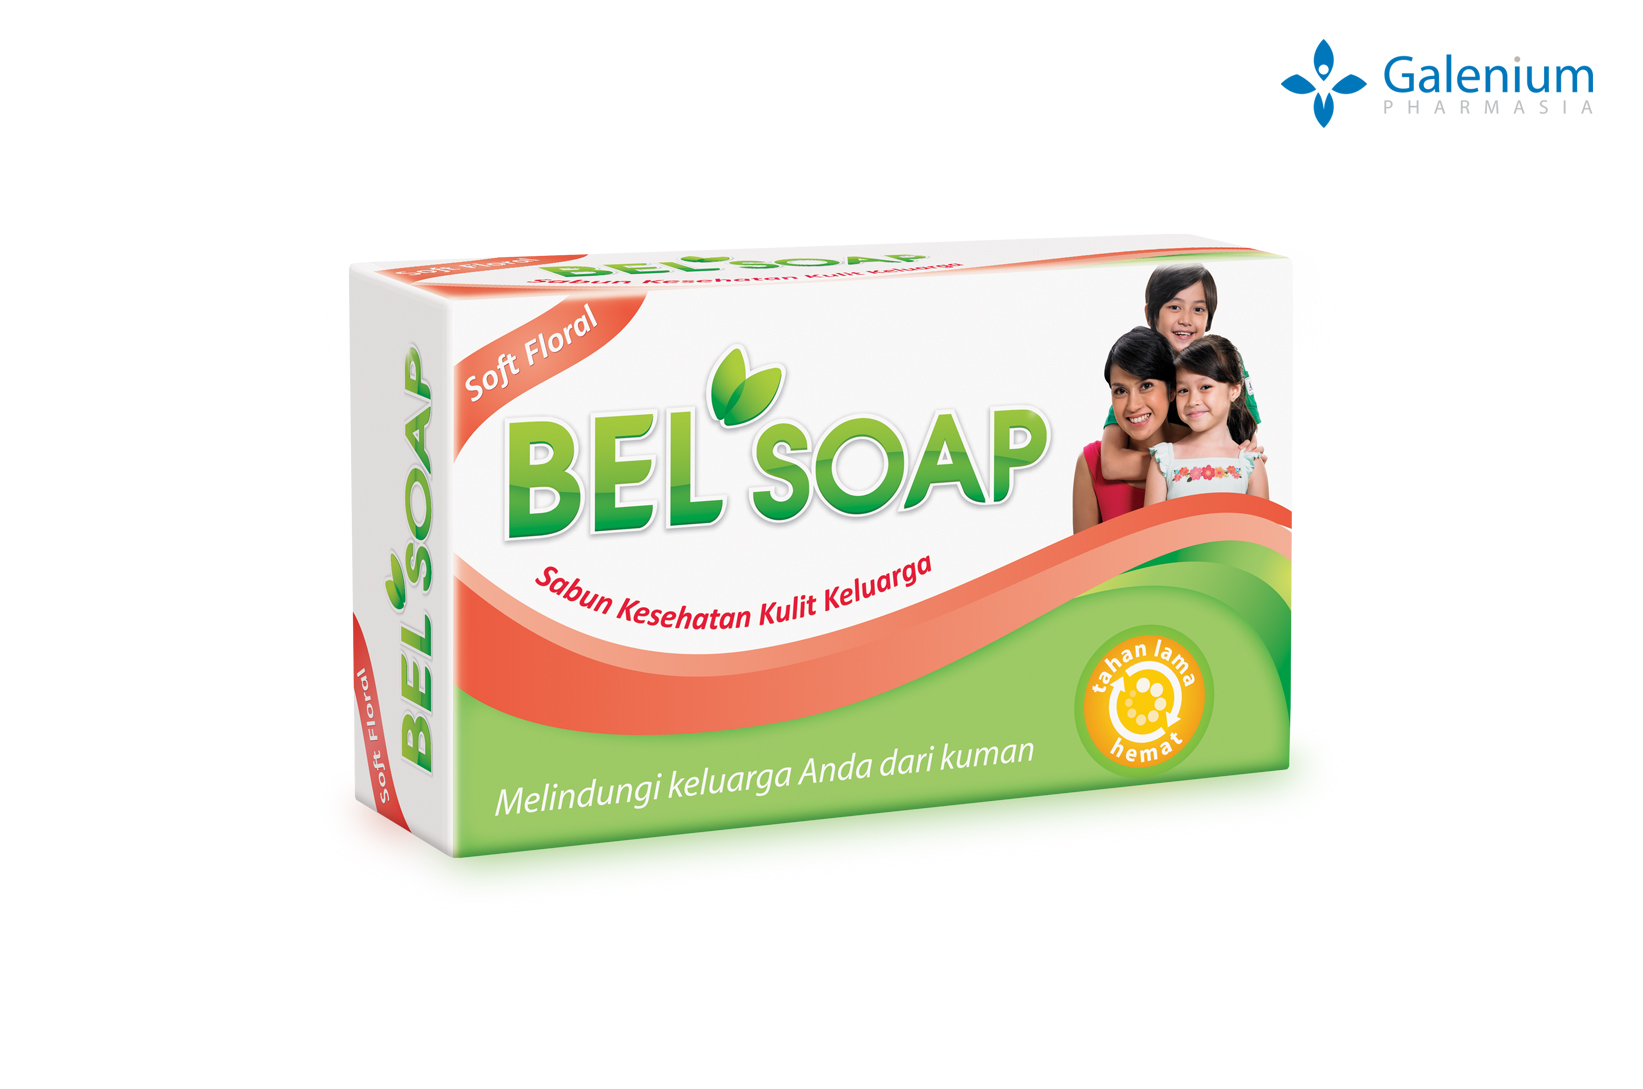 Galenium
PHARMASIA
Soft Floral
BEL SOAP
Sabun Kesehatan Kulit Keluarga
Soft Floral
BEL SOAP
Sabun Kesehatan Kulit Keluarga
tahan lama
hemat
Melindungi keluarga Anda dari kuman
BEL SOAP
Soft Floral